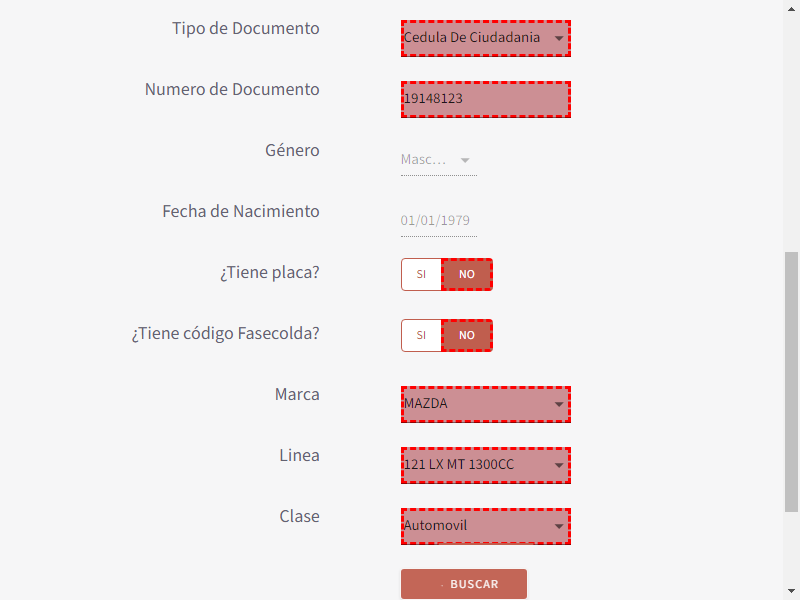 Tipo de Documento
Cedula De Ciudadania
Numero de Documento
19148123
Género
Masc...
Fecha de Nacimiento
01/01/1979
¿Tiene placa?
SI NO
¿Tiene código Fasecolda?
SI NO
Marca
MAZDA
Linea
121 LX MT 1300CC
Clase
Automovil
BUSCAR